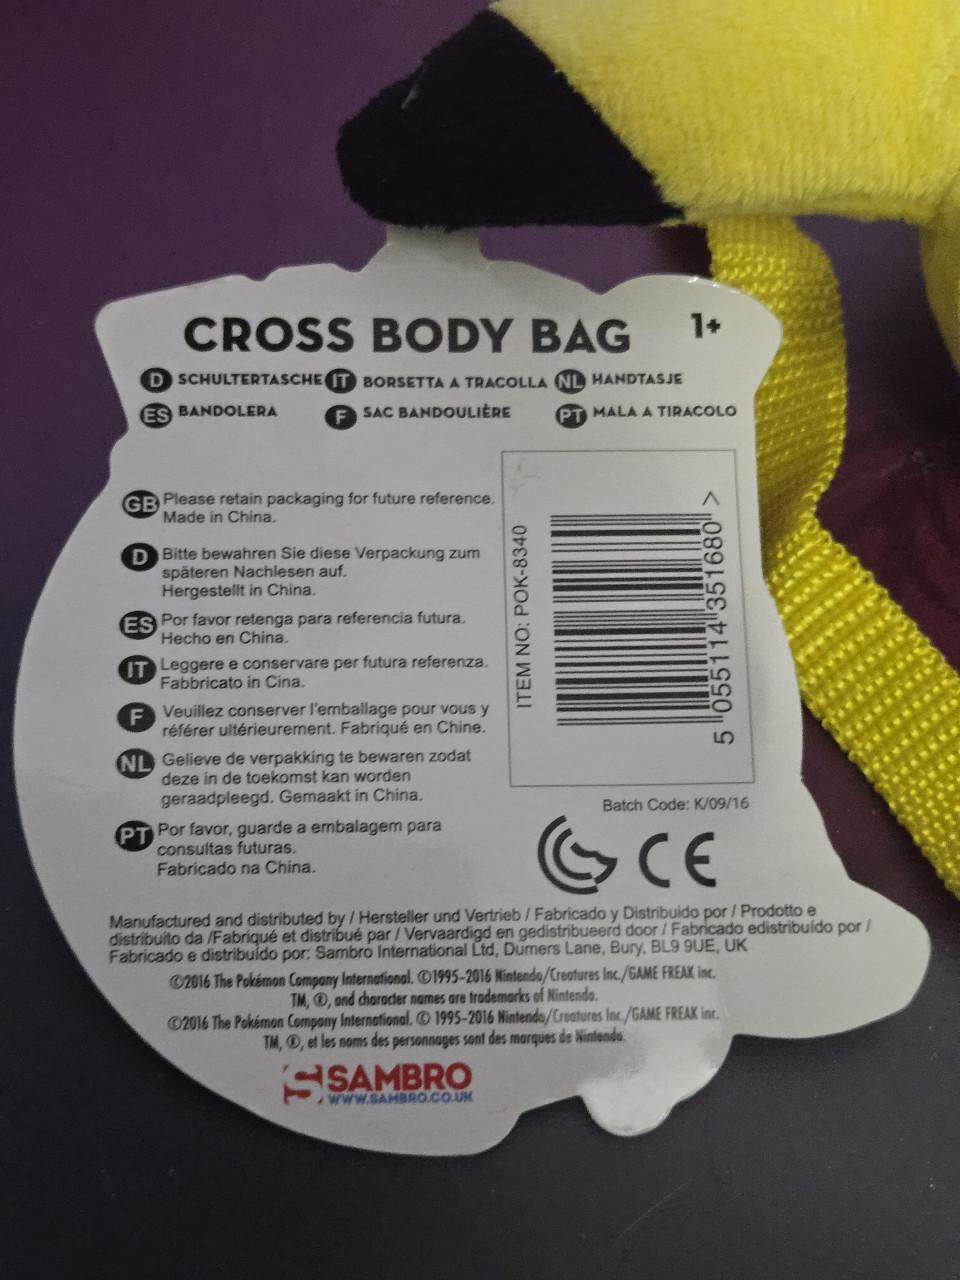 CROSS BODY BAG 1+
D SCHULTERTASCHE IT BORSETTA A TRACOLLA NL HANDTASJE
ES BANDOLERA F SAC BANDOULIÈRE PT MALA A TIRACOLO
GB Please retain packaging for future reference.
Made in China.
D Bitte bewahren Sie diese Verpackung zum
späteren Nachlesen auf.
Hergestellt in China.
ES Por favor retenga para referencia futura.
Hecho en China.
IT Leggere e conservare per futura referenza.
Fabbricato in Cina.
F Veuillez conserver l'emballage pour vous y
référer ultérieurement. Fabriqué en Chine.
NL Gelieve de verpakking te bewaren zodat
deze in de toekomst kan worden
geraadpleegd. Gemaakt in China.
PT Por favor, guarde a embalagem para
consultas futuras.
Fabricado na China.
ITEM NO: POK-8340
5 055114 351680 >
Batch Code: K/09/16
CE
Manufactured and distributed by / Hersteller und Vertrieb / Fabricado y Distribuido por / Prodotto e
distribuito da /Fabriqué et distribué par / Vervaardigd en gedistribueerd door / Fabricado edistribuído por /
Fabricado e distribuído por: Sambro International Ltd, Dumers Lane, Bury, BL9 9UE, UK
©2016 The Pokémon Company International. ©1995-2016 Nintendo/Creatures Inc./GAME FREAK inc.
TM, ®, and character names are trademarks of Nintendo.
©2016 The Pokémon Company International. © 1995-2016 Nintendo/Creatures Inc./GAME FREAK inc.
TM, ®, et les noms des personnages sont des marques de Nintendo.
SAMBRO
WWW.SAMBRO.CO.UK